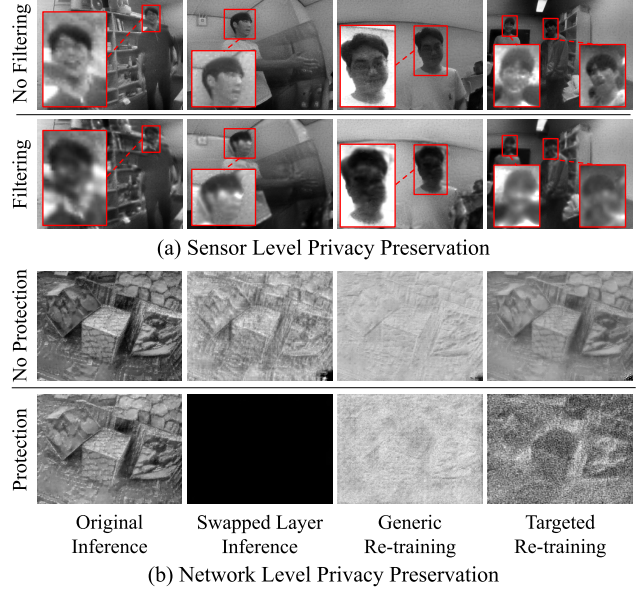 No Filtering
Filtering
(a) Sensor Level Privacy Preservation
No Protection
Protection
Original
Inference
Swapped Layer
Inference
Generic
Re-training
Targeted
Re-training
(b) Network Level Privacy Preservation